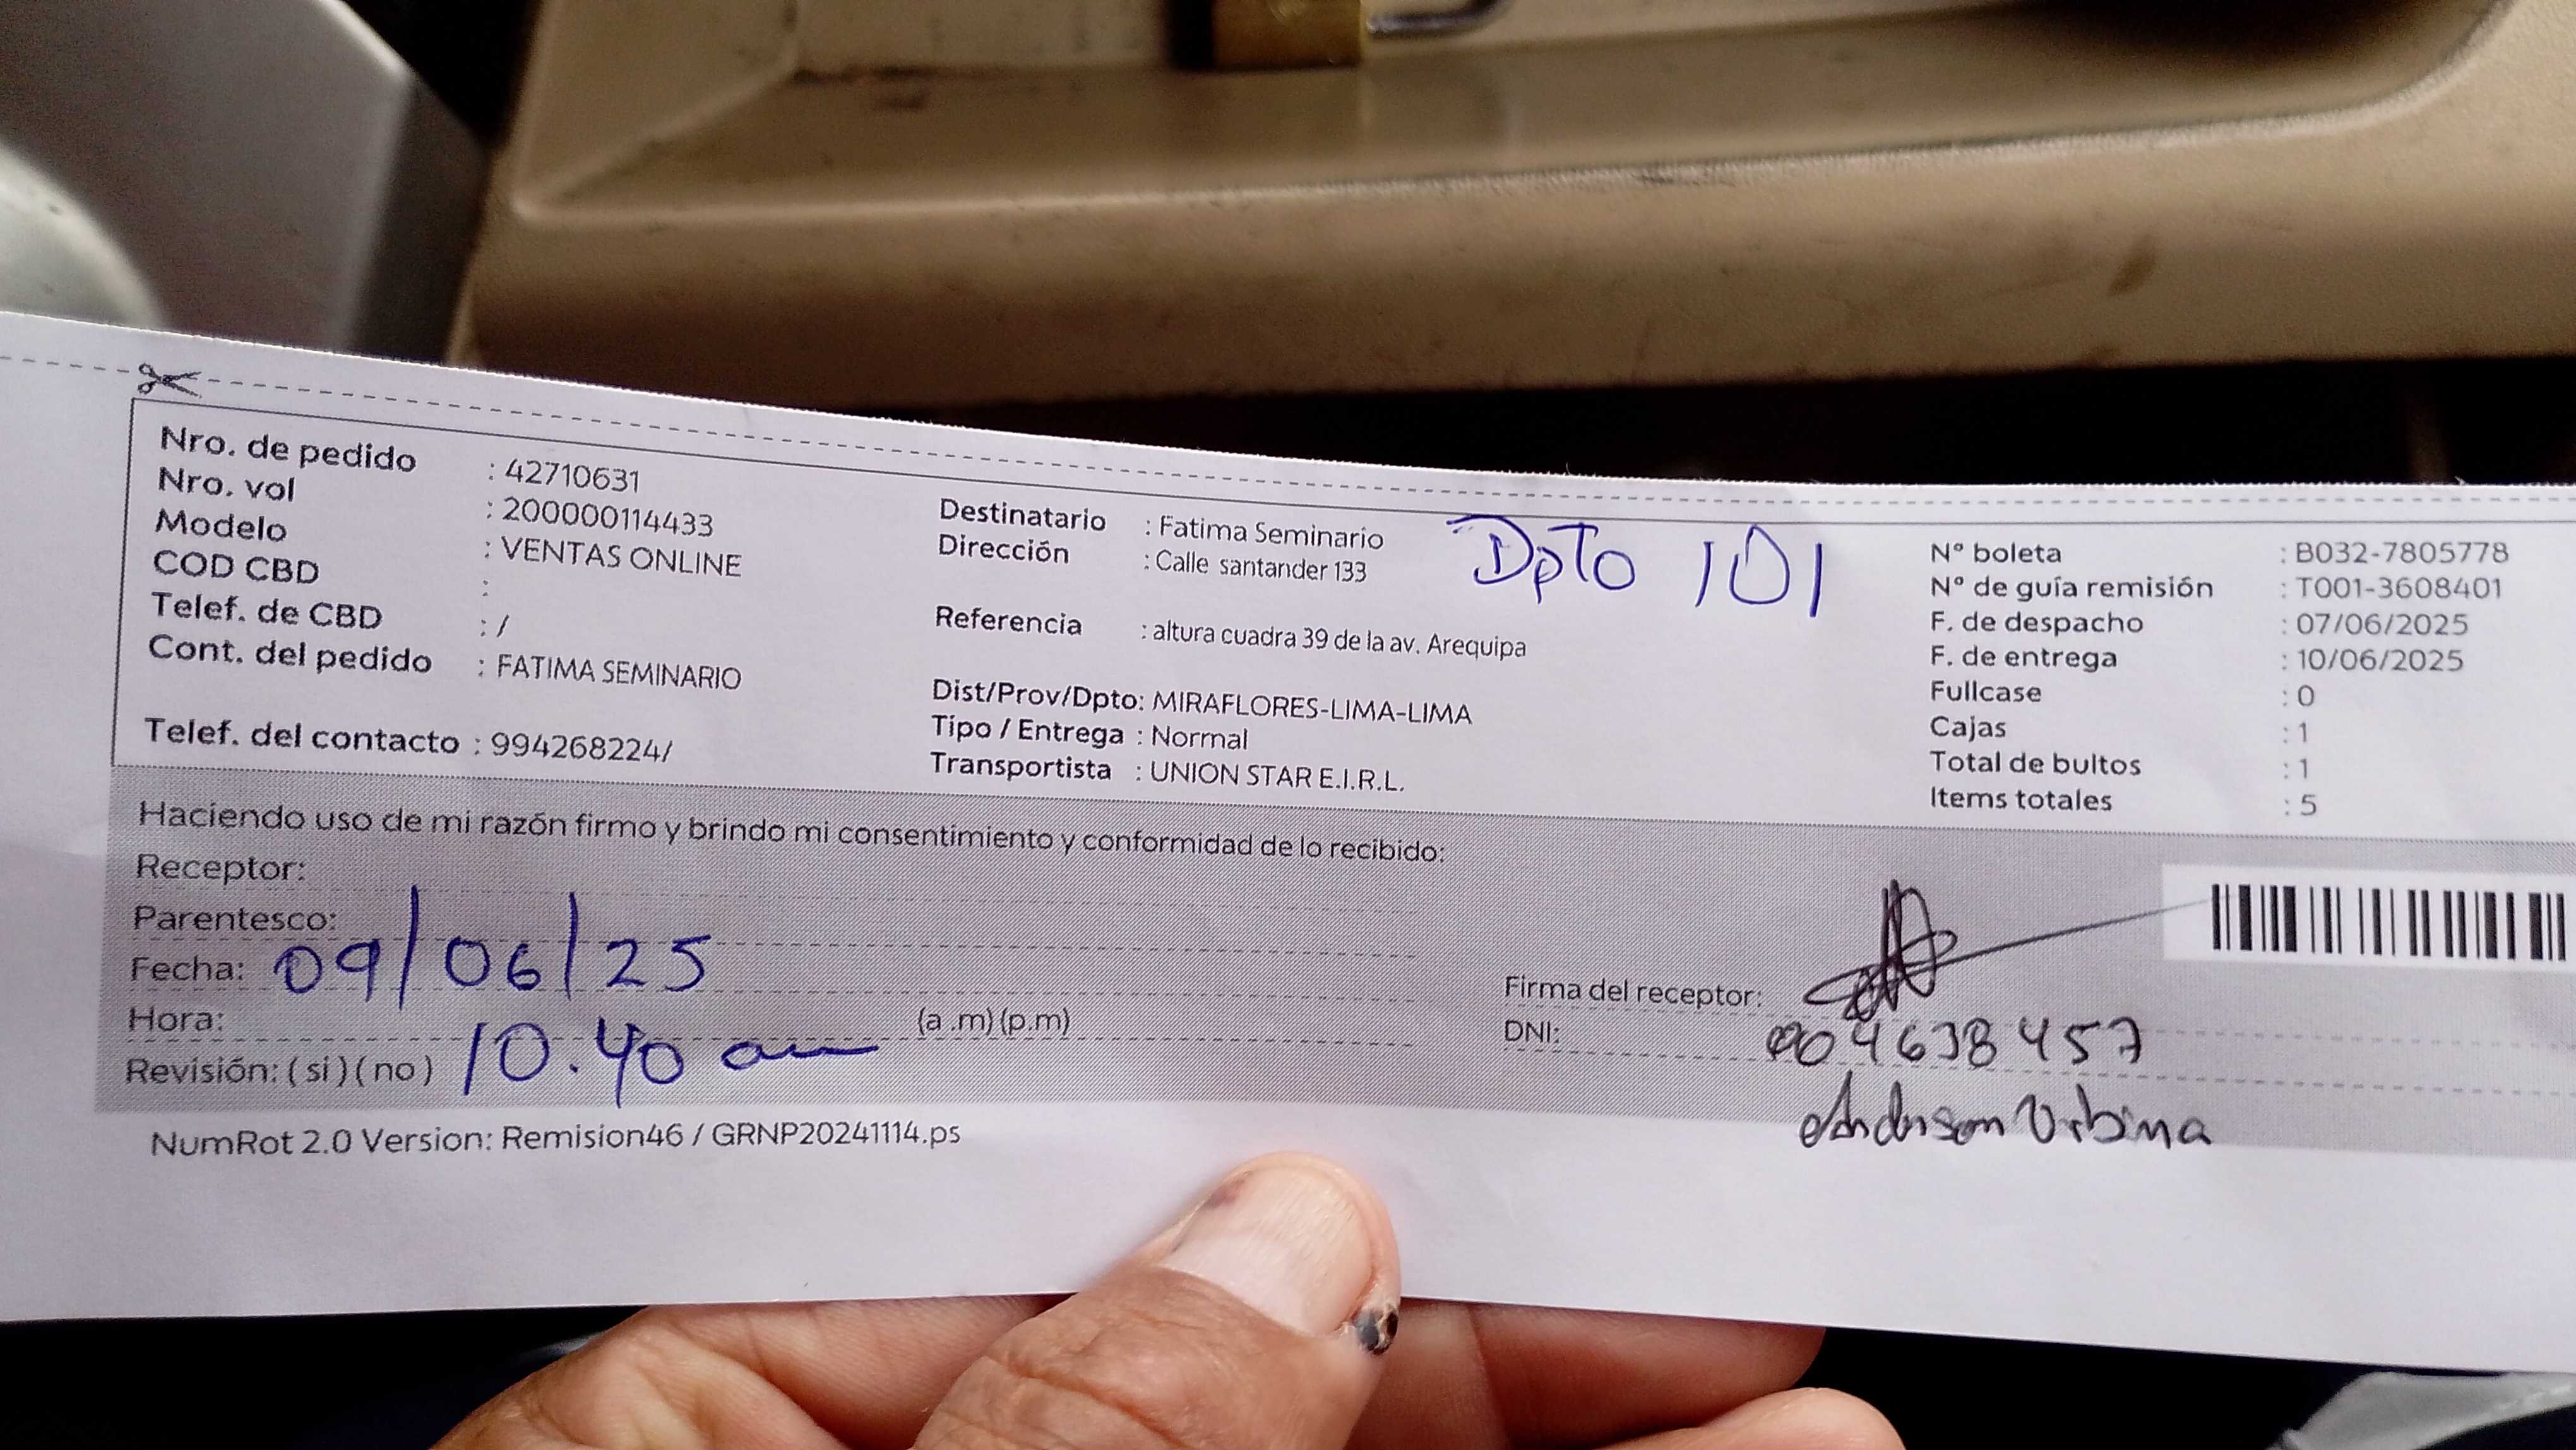 Nro. de pedido : 42710631
Nro. vol : 200000114433
Modelo : VENTAS ONLINE
COD CBD :
Telef. de CBD : /
Cont. del pedido : FATIMA SEMINARIO
Telef. del contacto : 994268224/
Destinatario : Fatima Seminario
Dirección : Calle santander 133
DpTo 101
Referencia : altura cuadra 39 de la av. Arequipa
Dist/Prov/Dpto: MIRAFLORES-LIMA-LIMA
Tipo / Entrega : Normal
Transportista : UNION STAR E.I.R.L.
N° boleta : B032-7805778
N° de guía remisión : T001-3608401
F. de despacho : 07/06/2025
F. de entrega : 10/06/2025
Fullcase : 0
Cajas : 1
Total de bultos : 1
Items totales : 5
Haciendo uso de mi razón firmo y brindo mi consentimiento y conformidad de lo recibido:
Receptor:
Parentesco:
Fecha: 09/06/25
Hora: 10.40 am (a .m) (p.m)
Revisión: ( si ) ( no )
Firma del receptor:
DNI: 004638457
Anderson Urbina
NumRot 2.0 Version: Remision46 / GRNP20241114.ps